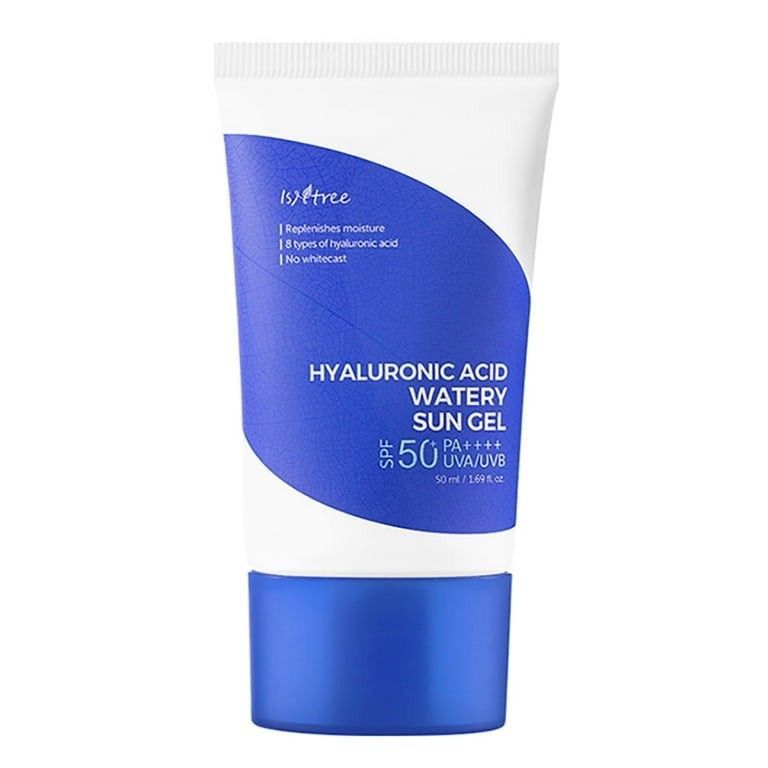 Isntree
Replenishes moisture
8 types of hyaluronic acid
No whitecast
HYALURONIC ACID
WATERY
SUN GEL
SPF 50+ PA++++
UVA/UVB
50 ml / 1.69 fl. oz.